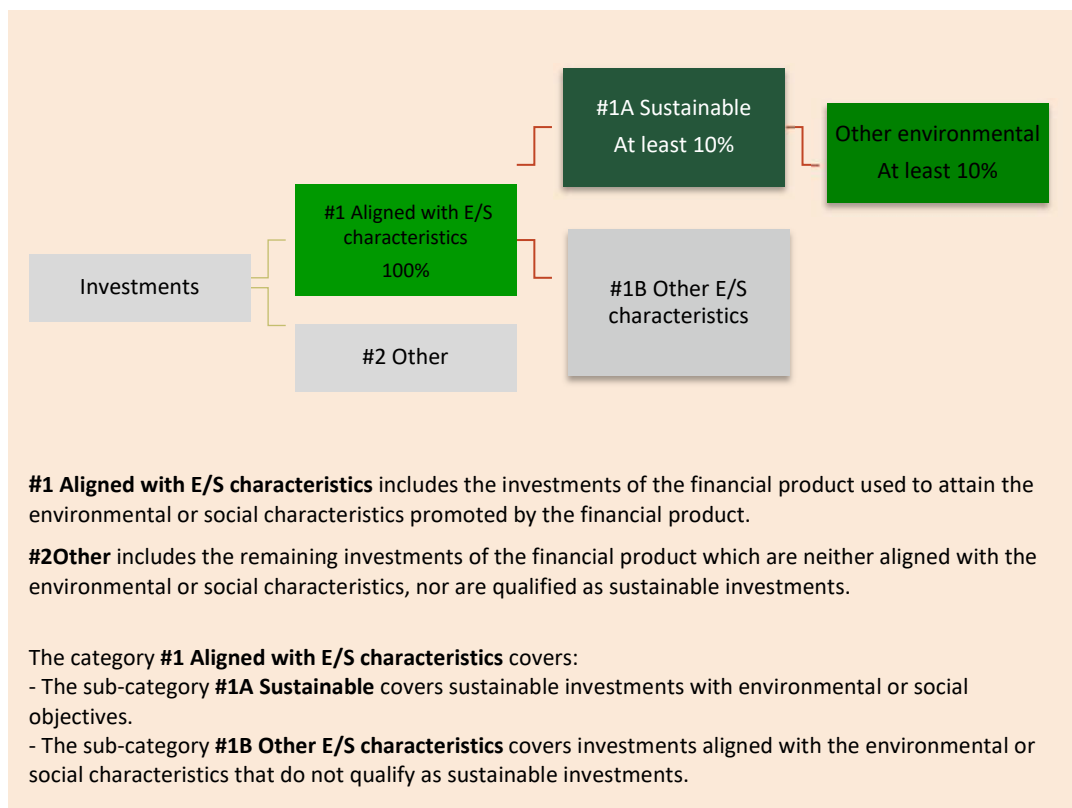 #1A Sustainable
At least 10%
Other environmental
At least 10%
#1 Aligned with E/S
characteristics
100%
Investments
#1B Other E/S
characteristics
#2 Other
#1 Aligned with E/S characteristics includes the investments of the financial product used to attain the
environmental or social characteristics promoted by the financial product.
#2Other includes the remaining investments of the financial product which are neither aligned with the
environmental or social characteristics, nor are qualified as sustainable investments.
The category #1 Aligned with E/S characteristics covers:
- The sub-category #1A Sustainable covers sustainable investments with environmental or social
objectives.
- The sub-category #1B Other E/S characteristics covers investments aligned with the environmental or
social characteristics that do not qualify as sustainable investments.